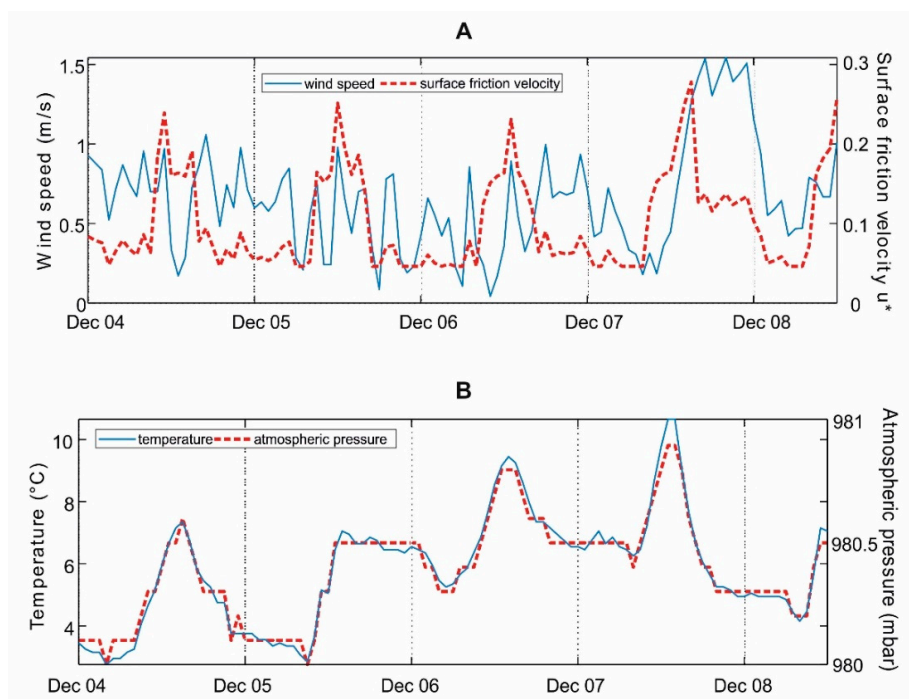 A
Wind speed (m/s)
1.5
1
0.5
0
wind speed
surface friction velocity
0.3
0.2
0.1
0
Surface friction velocity u*
Dec 04
Dec 05
Dec 06
Dec 07
Dec 08
B
Temperature (°C)
10
8
6
4
temperature
atmospheric pressure
981
980.5
980
Atmospheric pressure (mbar)
Dec 04
Dec 05
Dec 06
Dec 07
Dec 08